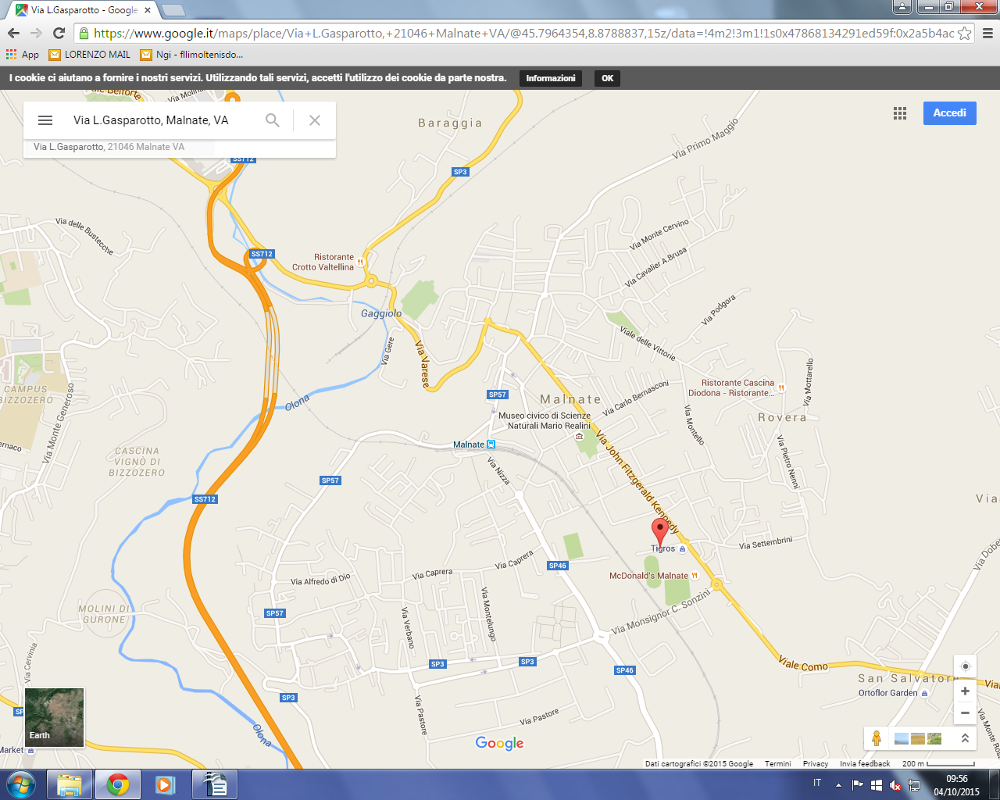 Via L.Gasparotto - Google
https://www.google.it/maps/place/Via+L.Gasparotto,+21046+Malnate+VA/@45.7964354,8.8788837,15z/data=!4m2!3m1!1s0x47868134291ed59f:0x2a5b4ac
App
LORENZO MAIL
Ngi - fllimoltenisdo...
I cookie ci aiutano a fornire i nostri servizi. Utilizzando tali servizi, accetti l'utilizzo dei cookie da parte nostra.
Informazioni
OK
Via L.Gasparotto, Malnate, VA
Via L.Gasparotto, 21046 Malnate VA
Accedi
Baraggia
Via Primo Maggio
SS712
SP3
Via delle Bustecche
Via Monte Cervino
SS712
Ristorante
Crotto Valtellina
Via Cavalier A.Brusa
Gaggiolo
Via Podgora
Viale delle Vittorie
Via Gere
Via Varese
Via Mottarello
CAMPUS
BIZZOZERO
Via Monte Generoso
Olona
SP57
Malnate
Via Carlo Bernasconi
Ristorante Cascina
Diodona - Ristorante...
Museo civico di Scienze
Naturali Mario Realini
Rovera
Via Montello
Malnate
Via John Fitzgerald Kennedy
Via Pietro Nenni
CASCINA
VIGNÒ DI
BIZZOZERO
Via Nizza
SP57
SS712
Tigros
Via Settembrini
Via Caprera
SP46
Via Caprera
Via Alfredo di Dio
McDonald's Malnate
Via Monsignor C. Sonzini
MOLINI DI
GURONE
SP57
Via Verbano
Via Montelungo
Via Cervinia
SP3
SP3
SP46
Viale Como
San Salvatore
Ortoflor Garden
SP3
Via Pastore
Via Pastore
Olona
Earth
Market
Google
Dati cartografici ©2015 Google
Termini
Privacy
Invia feedback
200 m
IT
09:56
04/10/2015